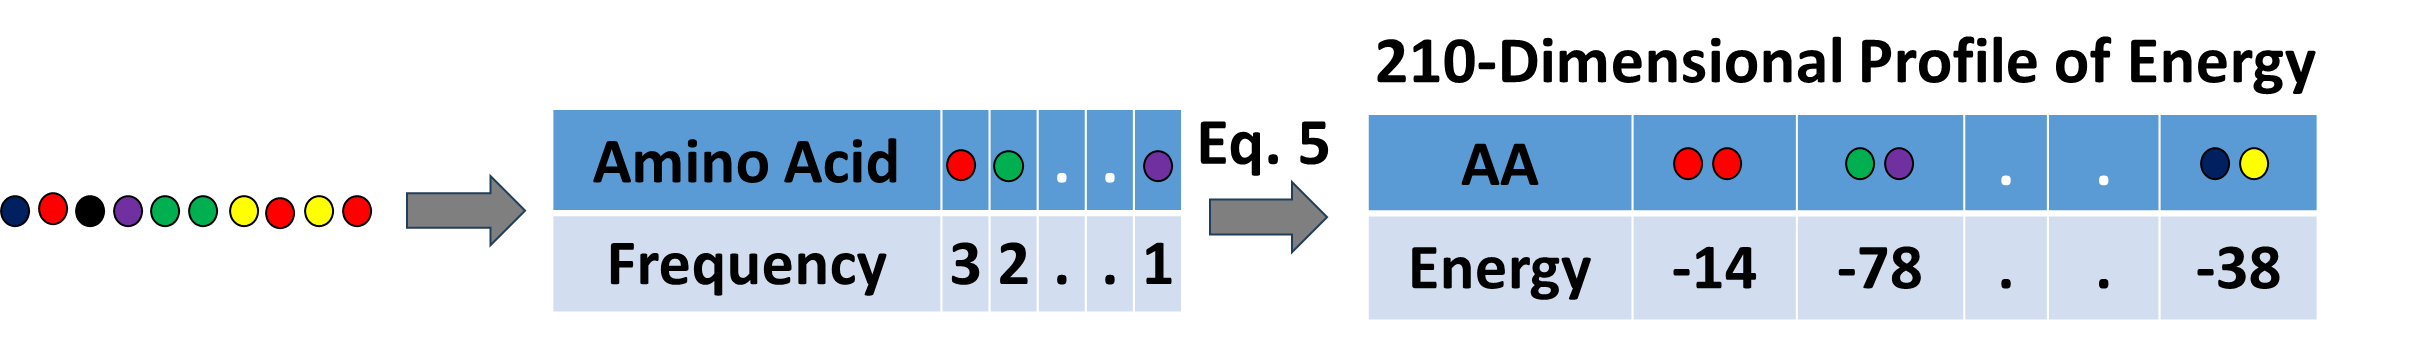 210-Dimensional Profile of Energy
Amino Acid . .
Frequency 3 2 . . 1
Eq. 5
AA . .
Energy -14 -78 . . -38